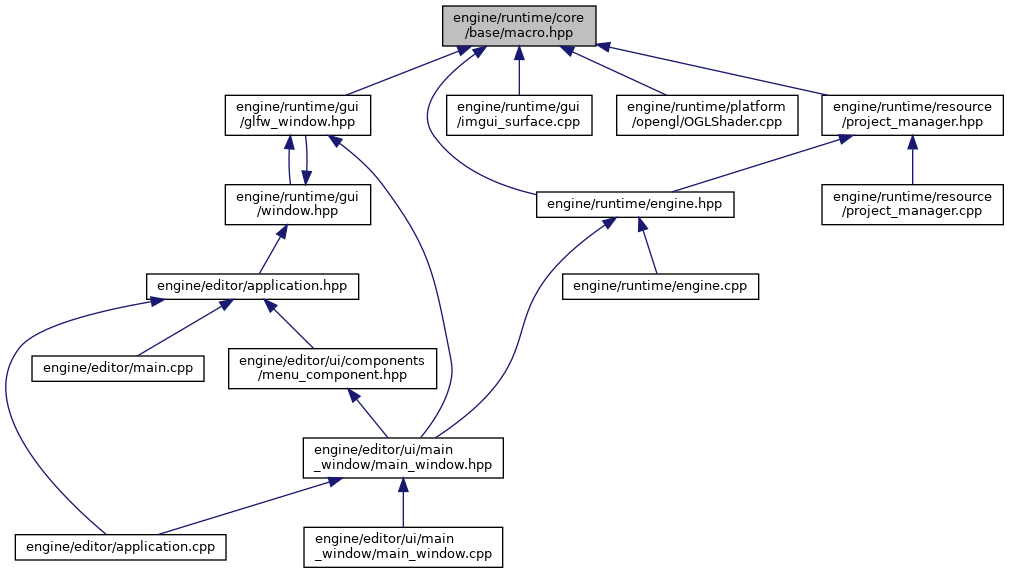 engine/runtime/core
/base/macro.hpp
engine/runtime/gui
/glfw_window.hpp
engine/runtime/gui
/imgui_surface.cpp
engine/runtime/platform
/opengl/OGLShader.cpp
engine/runtime/resource
/project_manager.hpp
engine/runtime/gui
/window.hpp
engine/runtime/engine.hpp
engine/runtime/resource
/project_manager.cpp
engine/editor/application.hpp
engine/runtime/engine.cpp
engine/editor/main.cpp
engine/editor/ui/components
/menu_component.hpp
engine/editor/ui/main
_window/main_window.hpp
engine/editor/application.cpp
engine/editor/ui/main
_window/main_window.cpp